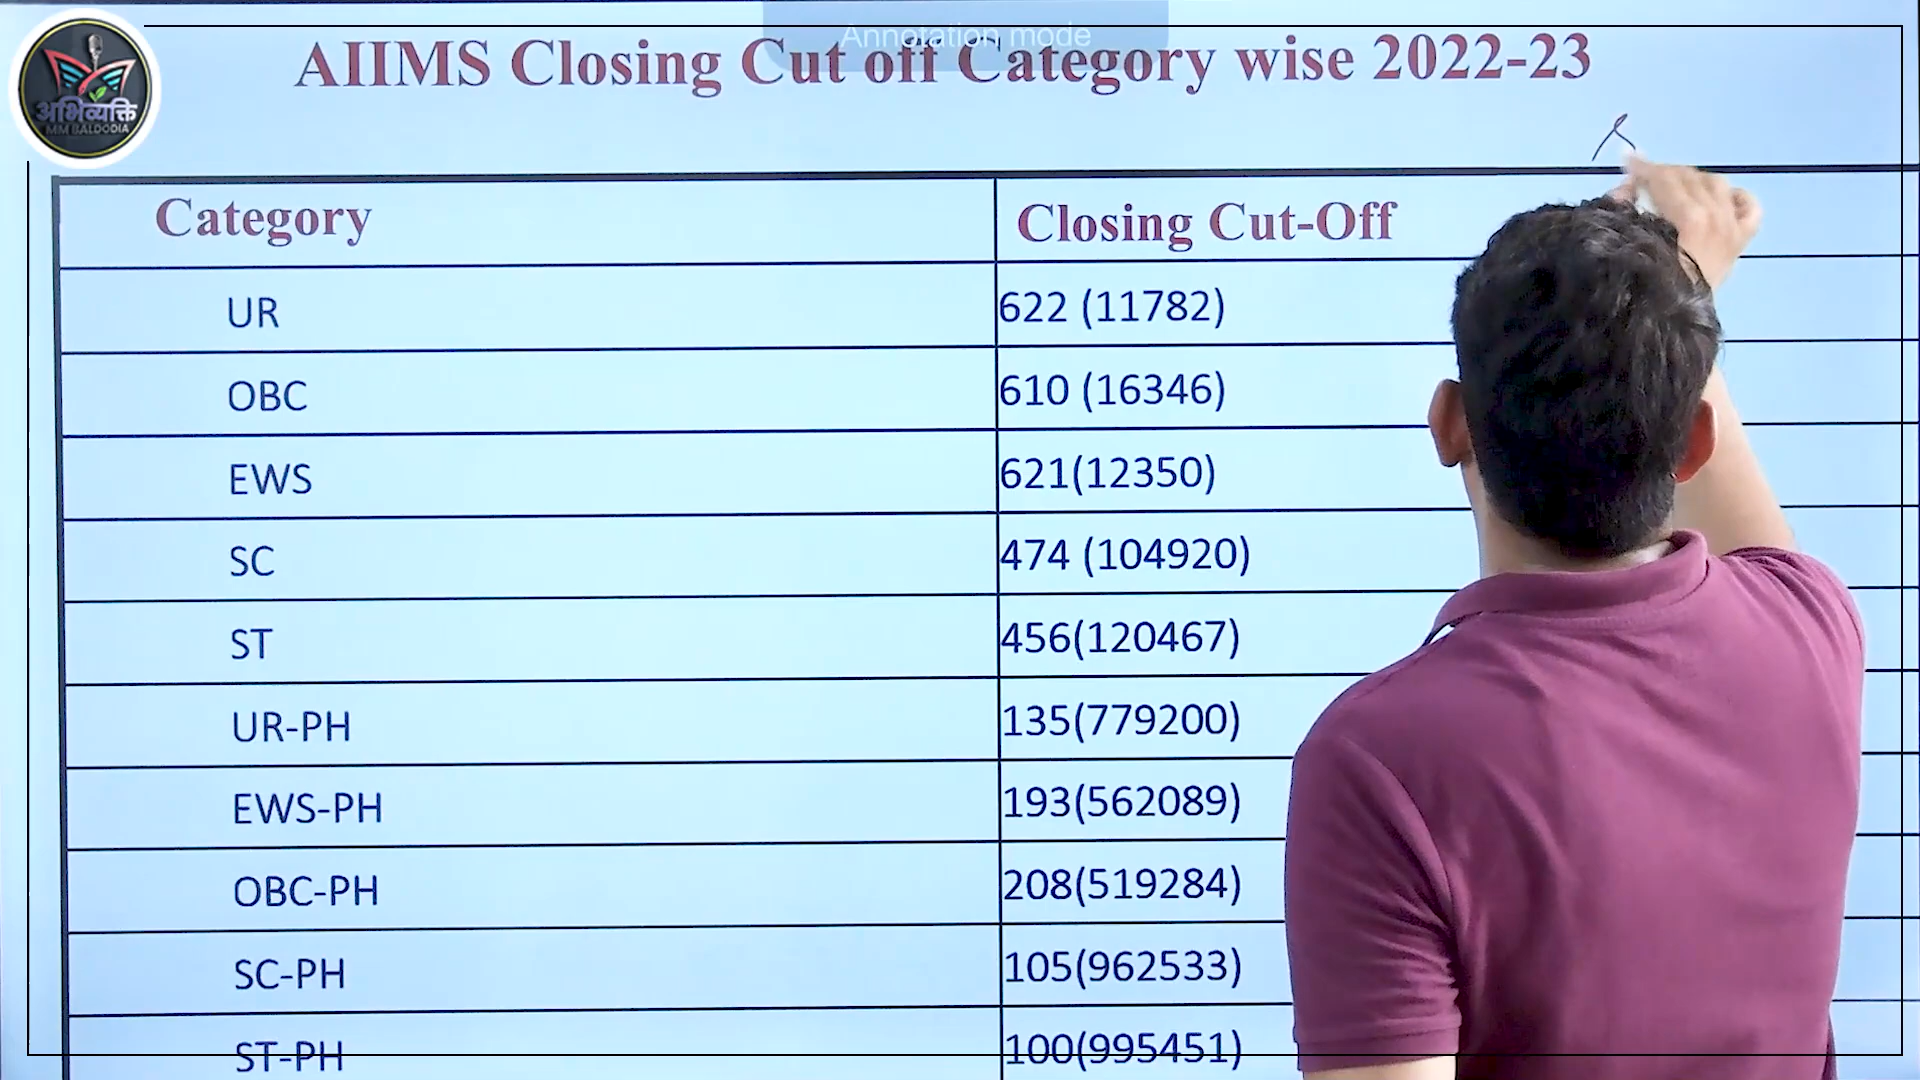 Annotation mode
AIIMS Closing Cut off Category wise 2022-23
अभिव्यक्ति
MM BALDODIA
Category Closing Cut-Off
UR 622 (11782)
OBC 610 (16346)
EWS 621(12350)
SC 474 (104920)
ST 456(120467)
UR-PH 135(779200)
EWS-PH 193(562089)
OBC-PH 208(519284)
SC-PH 105(962533)
ST-PH 100(995451)